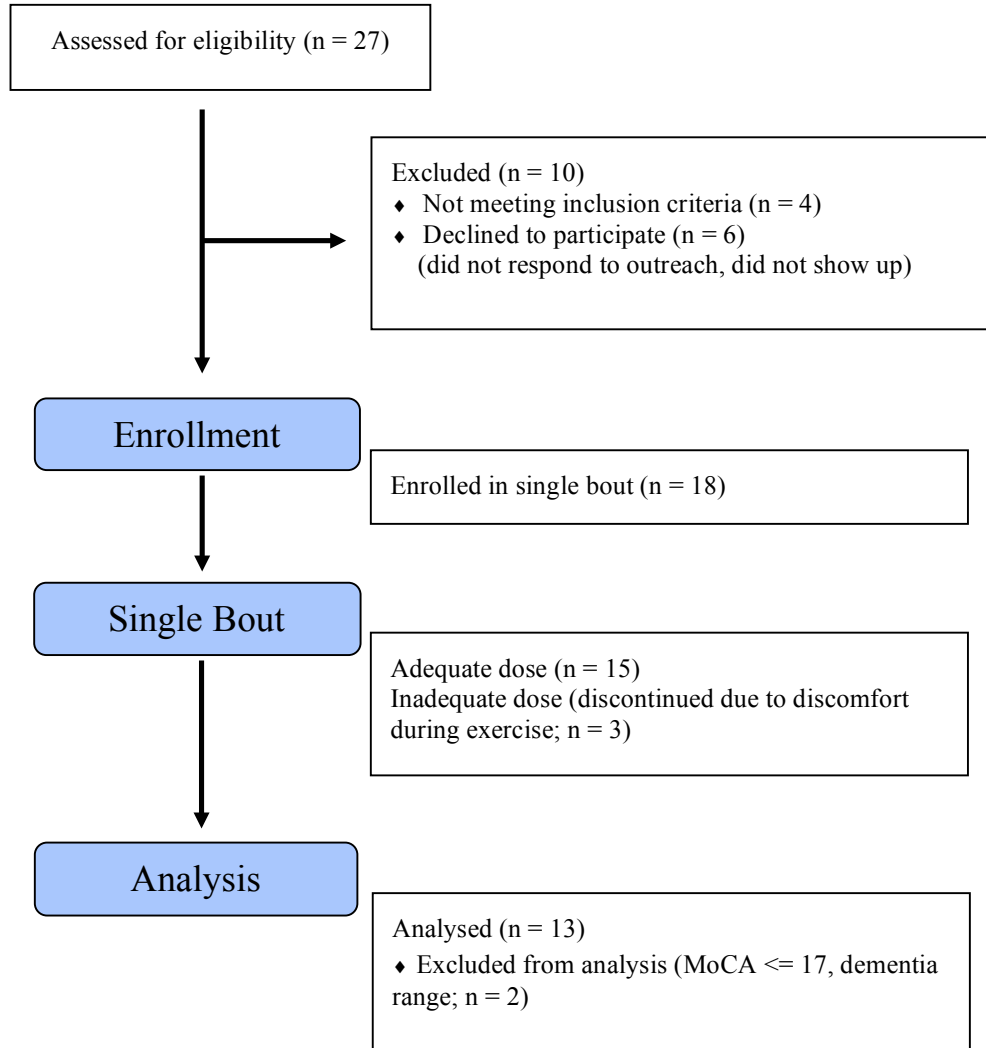 Assessed for eligibility (n = 27)
Excluded (n = 10)
♦ Not meeting inclusion criteria (n = 4)
♦ Declined to participate (n = 6)
(did not respond to outreach, did not show up)
Enrollment
Enrolled in single bout (n = 18)
Single Bout
Adequate dose (n = 15)
Inadequate dose (discontinued due to discomfort
during exercise; n = 3)
Analysis
Analysed (n = 13)
♦ Excluded from analysis (MoCA <= 17, dementia
range; n = 2)